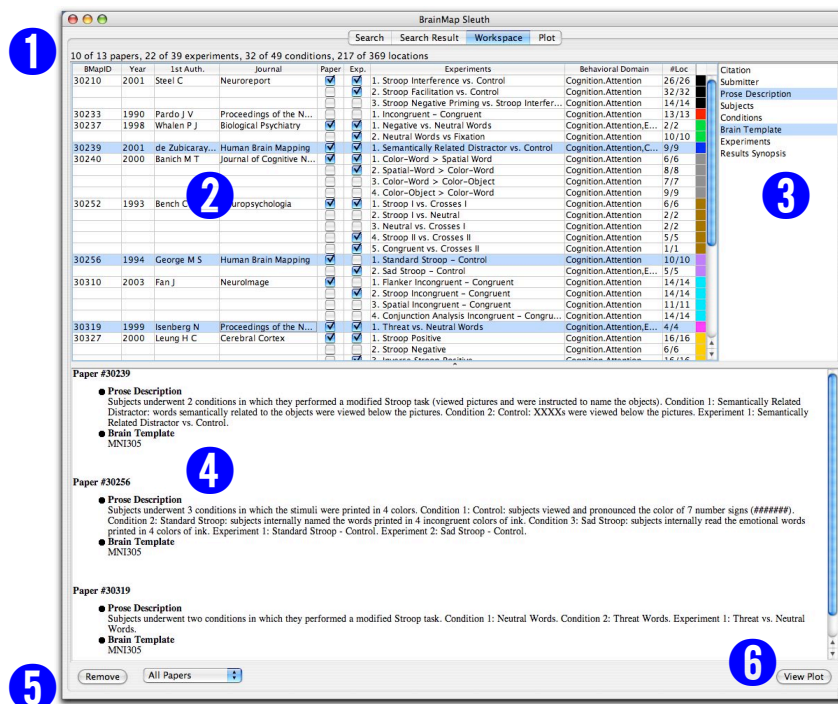 BrainMap Sleuth
Search Search Result Workspace Plot
1
10 of 13 papers, 22 of 39 experiments, 32 of 49 conditions, 217 of 369 locations
BMapID Year 1st Auth. Journal Paper Exp. Experiments Behavioral Domain #Loc
30210 2001 Steel C Neuroreport 1. Stroop Interference vs. Control Cognition.Attention 26/26
2. Stroop Facilitation vs. Control Cognition.Attention 32/32
3. Stroop Negative Priming vs. Stroop Interfer... Cognition.Attention 14/14
30233 1990 Pardo J V Proceedings of the N... 1. Incongruent - Congruent Cognition.Attention 13/13
30237 1998 Whalen P J Biological Psychiatry 1. Negative vs. Neutral Words Cognition.Attention,E... 2/2
2. Neutral Words vs Fixation Cognition.Attention 10/10
30239 2001 de Zubicaray... Human Brain Mapping 1. Semantically Related Distractor vs. Control Cognition.Attention,C... 9/9
30240 2000 Banich M T Journal of Cognitive N... 1. Color-Word > Spatial Word Cognition.Attention 6/6
2. Spatial-Word > Color-Word Cognition.Attention 8/8
3. Color-Word > Color-Object Cognition.Attention 7/7
4. Color-Object > Color-Word Cognition.Attention 9/9
30252 1993 Bench C 2 uropsychologia 1. Stroop I vs. Crosses I Cognition.Attention 6/6
2. Stroop I vs. Neutral Cognition.Attention 2/2
3. Neutral vs. Crosses I Cognition.Attention 2/2
4. Stroop II vs. Crosses II Cognition.Attention 5/5
5. Congruent vs. Crosses II Cognition.Attention 1/1
30256 1994 George M S Human Brain Mapping 1. Standard Stroop - Control Cognition.Attention 10/10
2. Sad Stroop - Control Cognition.Attention,E... 5/5
30310 2003 Fan J NeuroImage 1. Flanker Incongruent - Congruent Cognition.Attention 14/14
2. Stroop Incongruent - Congruent Cognition.Attention 14/14
3. Spatial Incongruent - Congruent Cognition.Attention 11/11
4. Conjunction Analysis Incongruent - Congru... Cognition.Attention 14/14
30319 1999 Isenberg N Proceedings of the N... 1. Threat vs. Neutral Words Cognition.Attention,E... 4/4
30327 2000 Leung H C Cerebral Cortex 1. Stroop Positive Cognition.Attention 16/16
2. Stroop Negative Cognition.Attention 6/6
Citation
Submitter
Prose Description
Subjects
Conditions
Brain Template
Experiments
Results Synopsis
3
Paper #30239
Prose Description
Subjects underwent 2 conditions in which they performed a modified Stroop task (viewed pictures and were instructed to name the objects). Condition 1: Semantically Related
Distractor: words semantically related to the objects were viewed below the pictures. Condition 2: Control: XXXXs were viewed below the pictures. Experiment 1: Semantically
Related Distractor vs. Control.
Brain Template
MNI305
4
Paper #30256
Prose Description
Subjects underwent 3 conditions in which the stimuli were printed in 4 colors. Condition 1: Control: subjects viewed and pronounced the color of 7 number signs (#######).
Condition 2: Standard Stroop: subjects internally named the words printed in 4 incongruent colors of ink. Condition 3: Sad Stroop: subjects internally read the emotional words
printed in 4 colors of ink. Experiment 1: Standard Stroop - Control. Experiment 2: Sad Stroop - Control.
Brain Template
MNI305
Paper #30319
Prose Description
Subjects underwent two conditions in which they performed a modified Stroop task. Condition 1: Neutral Words. Condition 2: Threat Words. Experiment 1: Threat vs. Neutral
Words.
Brain Template
MNI305
5 Remove All Papers 6 View Plot